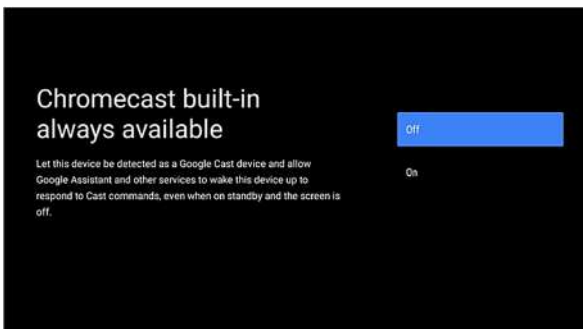 Chromecast built-in
always available
Let this device be detected as a Google Cast device and allow
Google Assistant and other services to wake this device up to
respond to Cast commands, even when on standby and the screen is
off.
Off
On